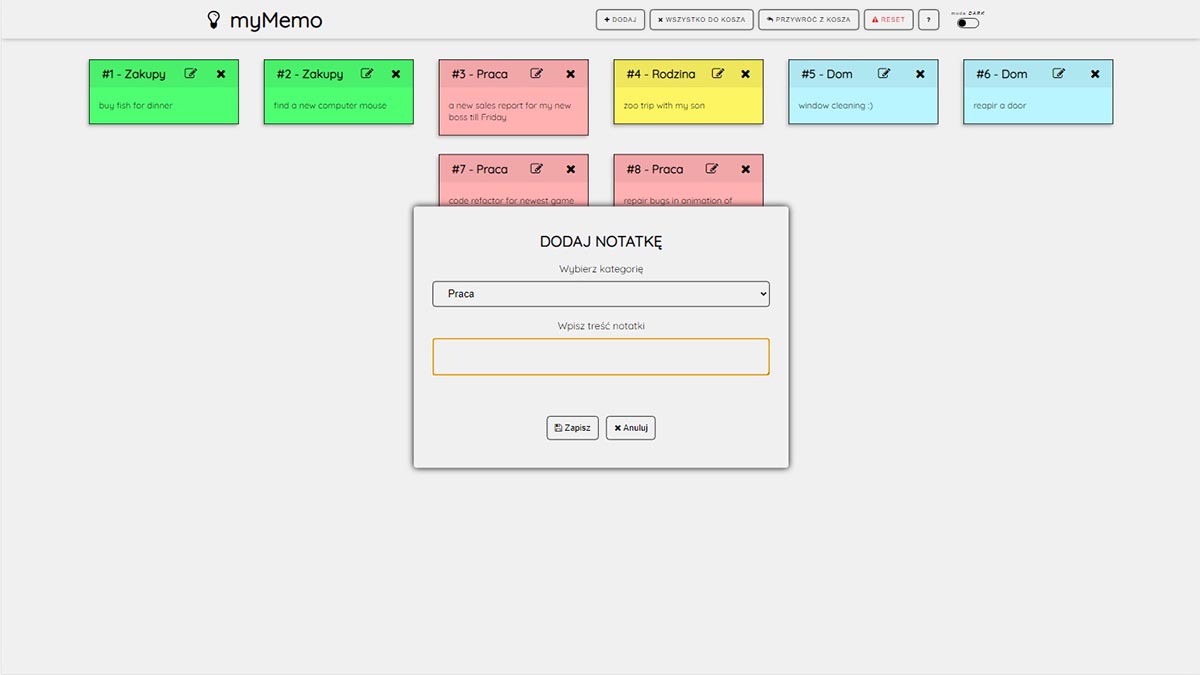 myMemo
DODAJ
WSZYSTKO DO KOSZA
PRZYWRÓĆ Z KOSZA
RESET
?
mode: DARK
#1 - Zakupy
buy fish for dinner
#2 - Zakupy
find a new computer mouse
#3 - Praca
a new sales report for my new
boss till Friday
#4 - Rodzina
zoo trip with my son
#5 - Dom
window cleaning :)
#6 - Dom
reapir a door
#7 - Praca
code refactor for newest game
#8 - Praca
repair bugs in animation of
DODAJ NOTATKĘ
Wybierz kategorię
Praca
Wpisz treść notatki
Zapisz
Anuluj